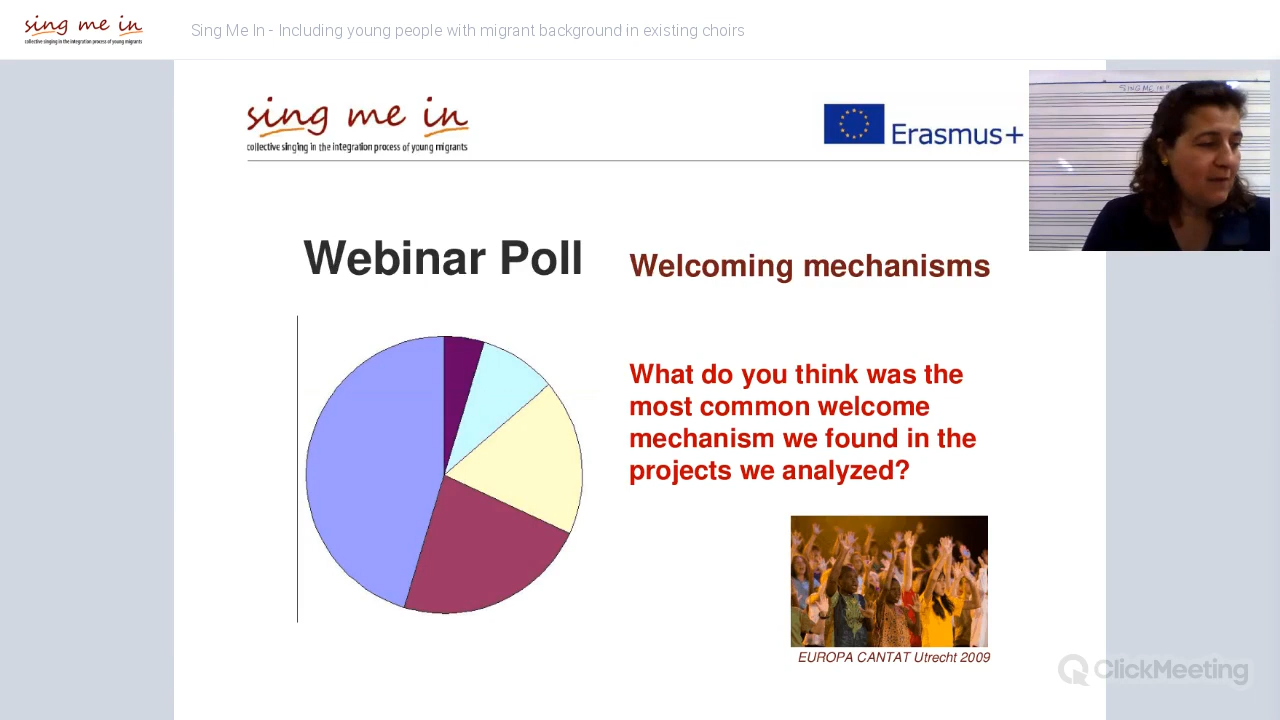 sing me in
collective singing in the integration process of young migrants
Sing Me In - Including young people with migrant background in existing choirs
sing me in
collective singing in the integration process of young migrants
Erasmus+
SING ME IN
Webinar Poll
Welcoming mechanisms
What do you think was the
most common welcome
mechanism we found in the
projects we analyzed?
EUROPA CANTAT Utrecht 2009
ClickMeeting